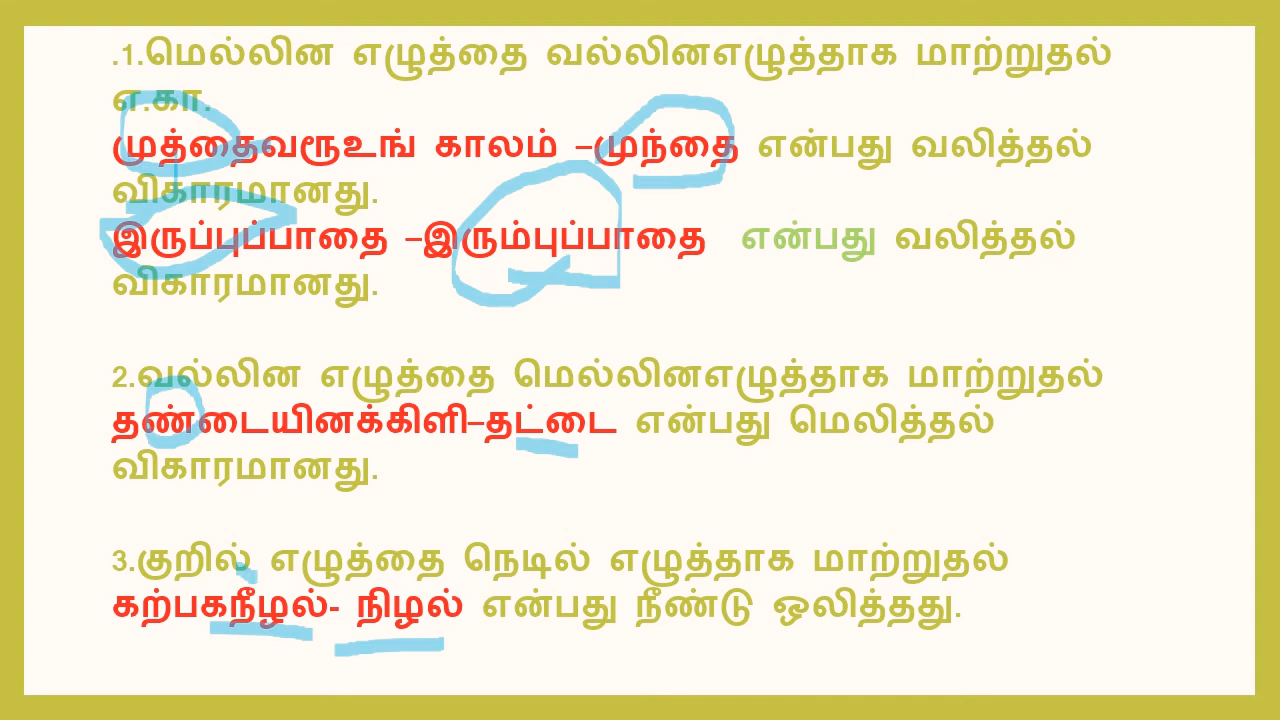 .1.மெல்லின எழுத்தை வல்லினஎழுத்தாக மாற்றுதல்
எ.கா.
முத்தைவரூஉங் காலம் –முந்தை என்பது வலித்தல்
விகாரமானது.
இருப்புப்பாதை –இரும்புப்பாதை என்பது வலித்தல்
விகாரமானது.
2.வல்லின எழுத்தை மெல்லினஎழுத்தாக மாற்றுதல்
தண்டையினக்கிளி–தட்டை என்பது மெலித்தல்
விகாரமானது.
3.குறில் எழுத்தை நெடில் எழுத்தாக மாற்றுதல்
கற்பகநீழல்- நிழல் என்பது நீண்டு ஒலித்தது.